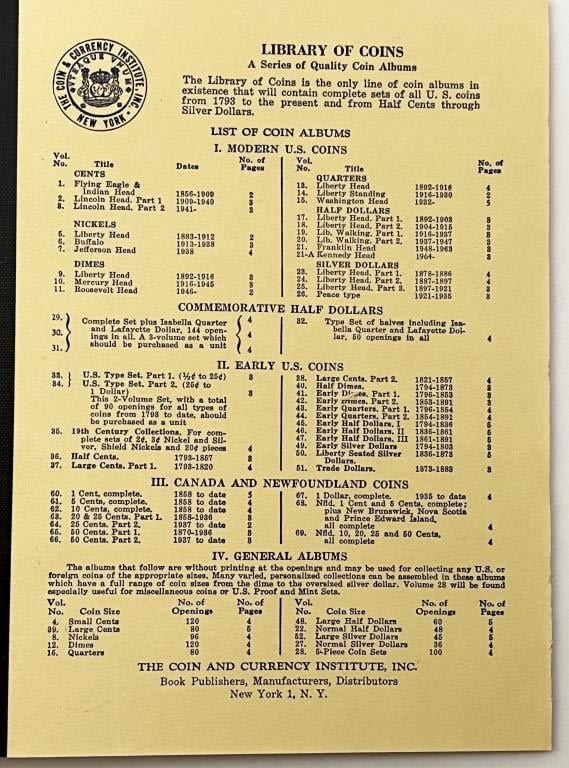 THE COIN & CURRENCY INSTITUTE, INC.
UTRAQUE VNUM
NEW YORK
LIBRARY OF COINS
A Series of Quality Coin Albums
The Library of Coins is the only line of coin albums in
existence that will contain complete sets of all U. S. coins
from 1793 to the present and from Half Cents through
Silver Dollars.
LIST OF COIN ALBUMS
I. MODERN U.S. COINS
Vol. No. Title Dates No. of Pages
CENTS
1. Flying Eagle &
Indian Head 1856-1909 2
2. Lincoln Head, Part 1 1909-1940 3
3. Lincoln Head. Part 2 1941- 3
NICKELS
5. Liberty Head 1883-1912 2
6. Buffalo 1913-1938 3
7. Jefferson Head 1938 4
DIMES
9. Liberty Head 1892-1916 3
10. Mercury Head 1916-1945 3
11. Roosevelt Head 1946- 2
Vol. No. Title No. of Pages
QUARTERS
13. Liberty Head 1892-1916 4
14. Liberty Standing 1916-1930 2
15. Washington Head 1932- 5
HALF DOLLARS
17. Liberty Head, Part 1. 1892-1903 3
18. Liberty Head, Part 2. 1904-1915 3
19. Lib. Walking, Part 1. 1916-1937 3
20. Lib. Walking, Part 2. 1937-1947 3
21. Franklin Head 1948-1963 3
21-A Kennedy Head 1964- 3
SILVER DOLLARS
23. Liberty Head, Part 1. 1878-1886 4
24. Liberty Head, Part 2. 1887-1897 4
25. Liberty Head, Part 3. 1897-1921 3
26. Peace type 1921-1935 3
COMMEMORATIVE HALF DOLLARS
29. 4
30. 4
31. 4
Complete Set plus Isabella Quarter
and Lafayette Dollar, 144 open-
ings in all. A 3-volume set which
should be purchased as a unit
32. Type Set of halves including Isa-
bella Quarter and Lafayette Dol-
lar, 50 openings in all 4
II. EARLY U.S. COINS
33. U.S. Type Set. Part 1. (½¢ to 25¢) 3
34. U.S. Type Set. Part 2. (25¢ to
1 Dollar) 3
This 2-Volume Set, with a total
of 90 openings for all types of
coins from 1793 to date, should
be purchased as a unit
35. 19th Century Collections. For com-
plete sets of 2¢, 3¢ Nickel and Sil-
ver, Shield Nickels and 20¢ pieces 4
36. Half Cents. 1793-1857 3
37. Large Cents. Part 1. 1793-1820 4
38. Large Cents. Part 2. 1821-1857 4
40. Half Dimes. 1794-1873 3
41. Early Dimes. Part 1. 1796-1853 3
42. Early Dimes. Part 2. 1853-1891 3
43. Early Quarters. Part 1. 1796-1854 4
44. Early Quarters. Part 2. 1854-1891 4
45. Early Half Dollars. I 1794-1836 5
46. Early Half Dollars. II 1836-1861 5
47. Early Half Dollars. III 1861-1891 5
49. Early Silver Dollars 1794-1803 3
50. Liberty Seated Silver Dollars. 1836-1873 3
51. Trade Dollars. 1873-1883 3
III. CANADA AND NEWFOUNDLAND COINS
60. 1 Cent, complete. 1858 to date 5
61. 5 Cents, complete. 1858 to date 4
62. 10 Cents, complete. 1858 to date 4
63. 20 & 25 Cents. Part 1. 1858-1936 3
64. 25 Cents. Part 2. 1937 to date 2
65. 50 Cents. Part 1. 1870-1936 3
66. 50 Cents. Part 2. 1937 to date 3
67. 1 Dollar, complete. 1935 to date 4
68. Nfld. 1 Cent and 5 Cents, complete;
plus New Brunswick, Nova Scotia
and Prince Edward Island,
all complete 4
69. Nfld. 10, 20, 25 and 50 Cents,
all complete 4
IV. GENERAL ALBUMS
The albums that follow are without printing at the openings and may be used for collecting any U.S. or
foreign coins of the appropriate sizes. Many varied, personalized collections can be assembled in these albums
which have a full range of coin sizes from the dime to the oversized silver dollar. Volume 28 will be found
especially useful for miscellaneous coins or U.S. Proof and Mint Sets.
Vol. No. Coin Size No. of Openings No. of Pages
4. Small Cents 120 4
39. Large Cents 80 5
8. Nickels 96 4
12. Dimes 120 4
16. Quarters 80 4
Vol. No. Coin Size No. of Openings No. of Pages
48. Large Half Dollars 60 5
22. Normal Half Dollars 48 4
52. Large Silver Dollars 45 5
27. Normal Silver Dollars 36 4
28. 5-Piece Coin Sets 100 4
THE COIN AND CURRENCY INSTITUTE, INC.
Book Publishers, Manufacturers, Distributors
New York 1, N. Y.